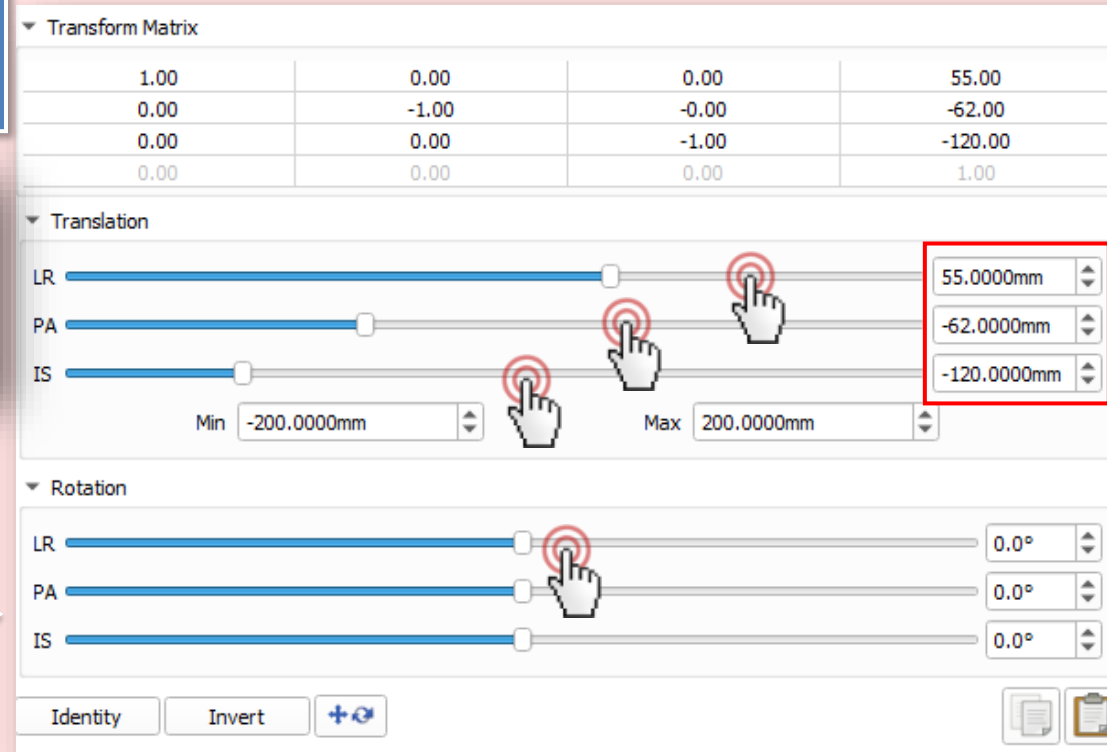 Transform Matrix
1.00 0.00 0.00 55.00
0.00 -1.00 -0.00 -62.00
0.00 0.00 -1.00 -120.00
0.00 0.00 0.00 1.00
Translation
LR 55.0000mm
PA -62.0000mm
IS -120.0000mm
Min -200.0000mm Max 200.0000mm
Rotation
LR 0.0°
PA 0.0°
IS 0.0°
Identity Invert